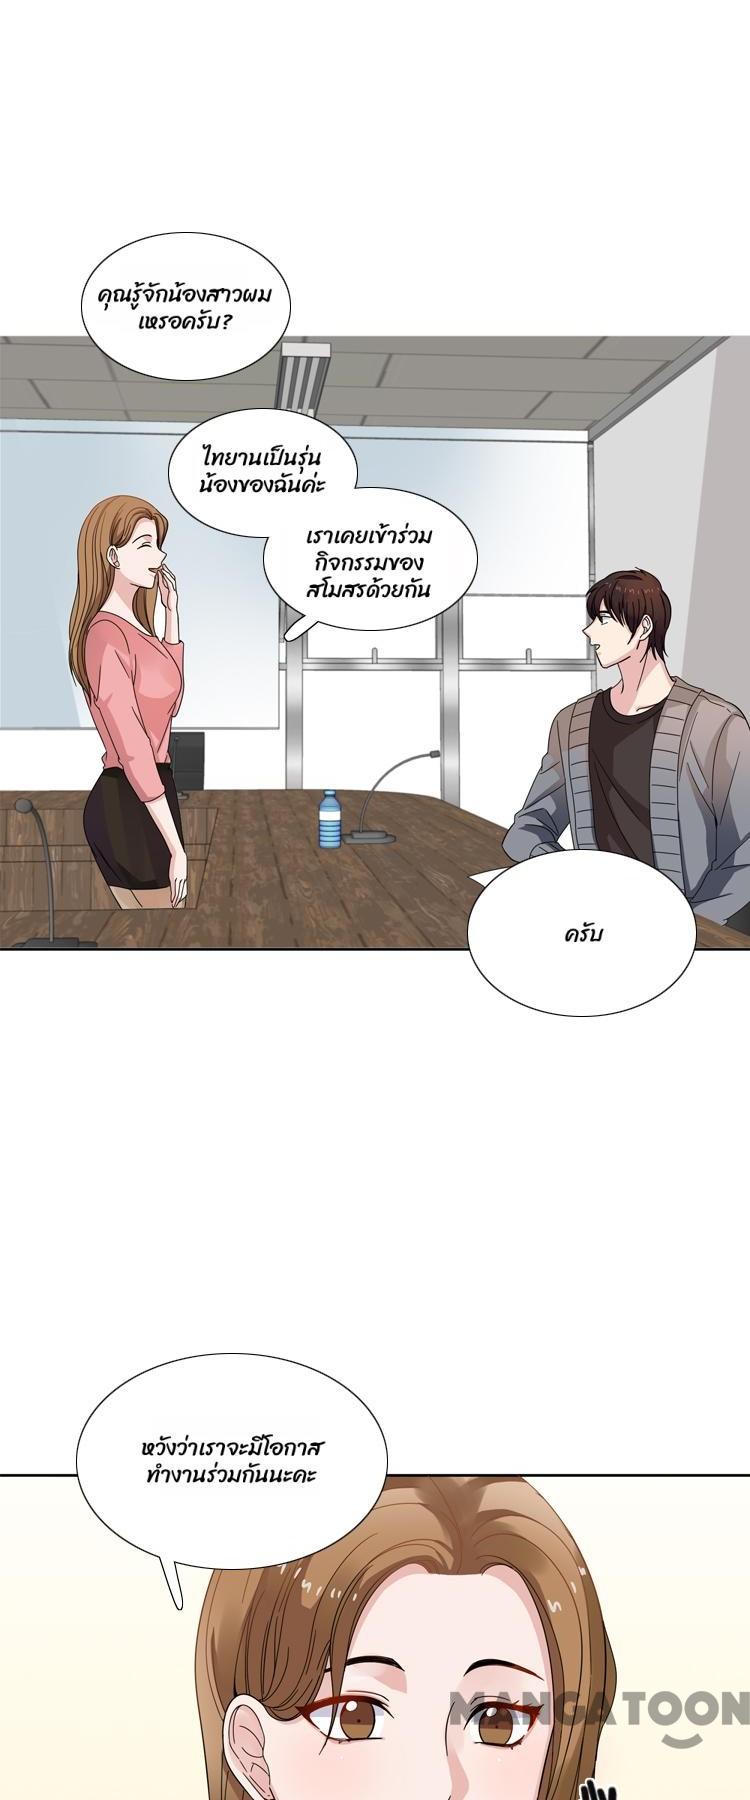 คุณรู้จักน้องสาวผม
เหรอครับ?
ไทยานเป็นรุ่น
น้องของฉันค่ะ
เราเคยเข้าร่วม
กิจกรรมของ
สโมสรด้วยกัน
ครับ
หวังว่าเราจะมีโอกาส
ทำงานร่วมกันนะคะ
MANGATOON